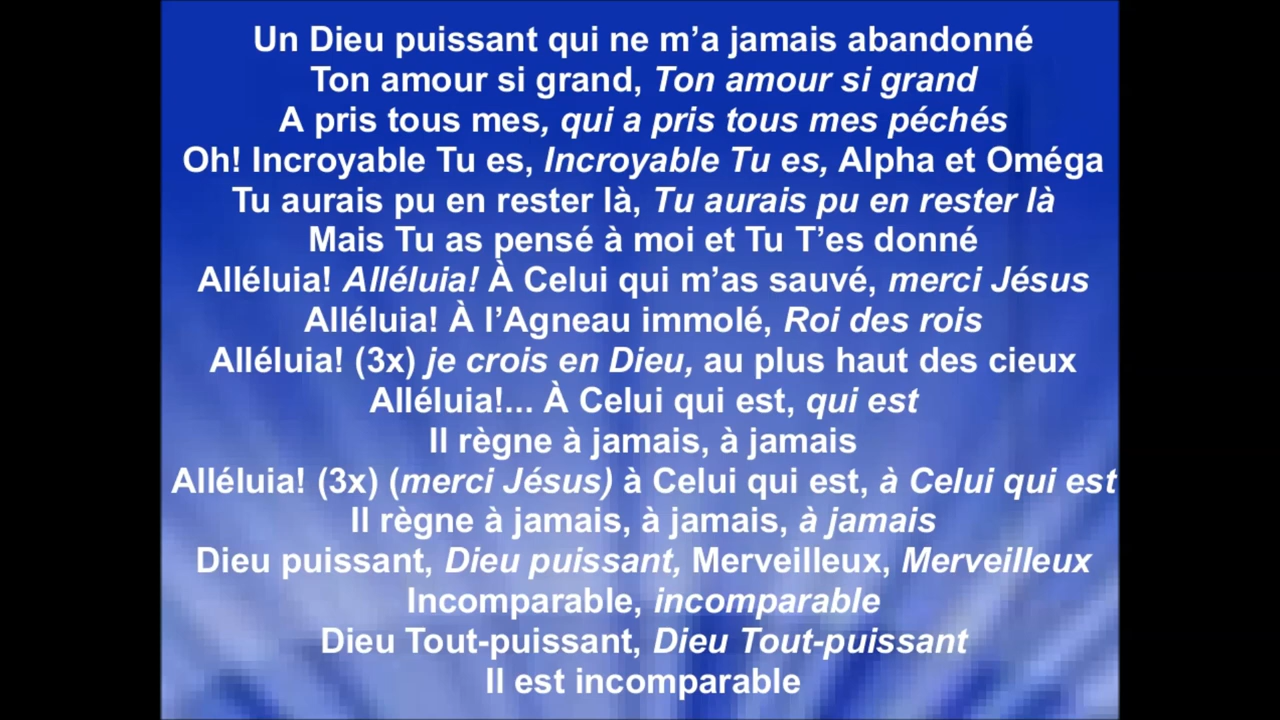 Un Dieu puissant qui ne m’a jamais abandonné
Ton amour si grand, Ton amour si grand
A pris tous mes, qui a pris tous mes péchés
Oh! Incroyable Tu es, Incroyable Tu es, Alpha et Oméga
Tu aurais pu en rester là, Tu aurais pu en rester là
Mais Tu as pensé à moi et Tu T’es donné
Alléluia! Alléluia! À Celui qui m’as sauvé, merci Jésus
Alléluia! À l’Agneau immolé, Roi des rois
Alléluia! (3x) je crois en Dieu, au plus haut des cieux
Alléluia!... À Celui qui est, qui est
Il règne à jamais, à jamais
Alléluia! (3x) (merci Jésus) à Celui qui est, à Celui qui est
Il règne à jamais, à jamais, à jamais
Dieu puissant, Dieu puissant, Merveilleux, Merveilleux
Incomparable, incomparable
Dieu Tout-puissant, Dieu Tout-puissant
Il est incomparable